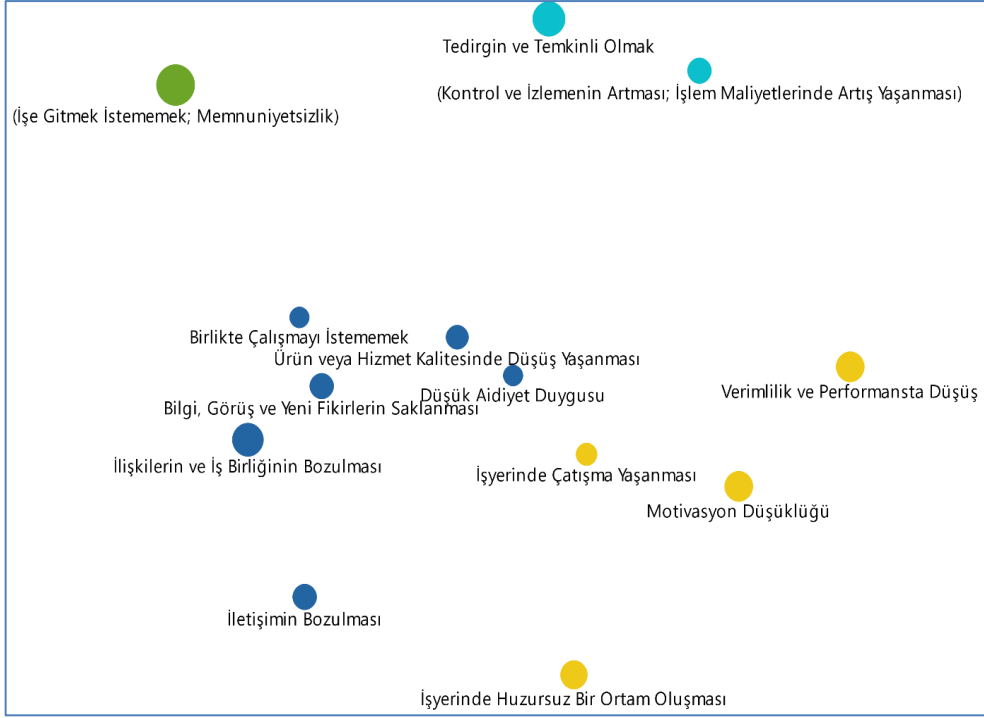 Tedirgin ve Temkinli Olmak
(Kontrol ve İzlemenin Artması; İşlem Maliyetlerinde Artış Yaşanması)
(İşe Gitmek İstememek; Memnuniyetsizlik)
Birlikte Çalışmayı İstememek
Ürün veya Hizmet Kalitesinde Düşüş Yaşanması
Düşük Aidiyet Duygusu
Verimlilik ve Performansta Düşüş
Bilgi, Görüş ve Yeni Fikirlerin Saklanması
İlişkilerin ve İş Birliğinin Bozulması
İşyerinde Çatışma Yaşanması
Motivasyon Düşüklüğü
İletişimin Bozulması
İşyerinde Huzursuz Bir Ortam Oluşması